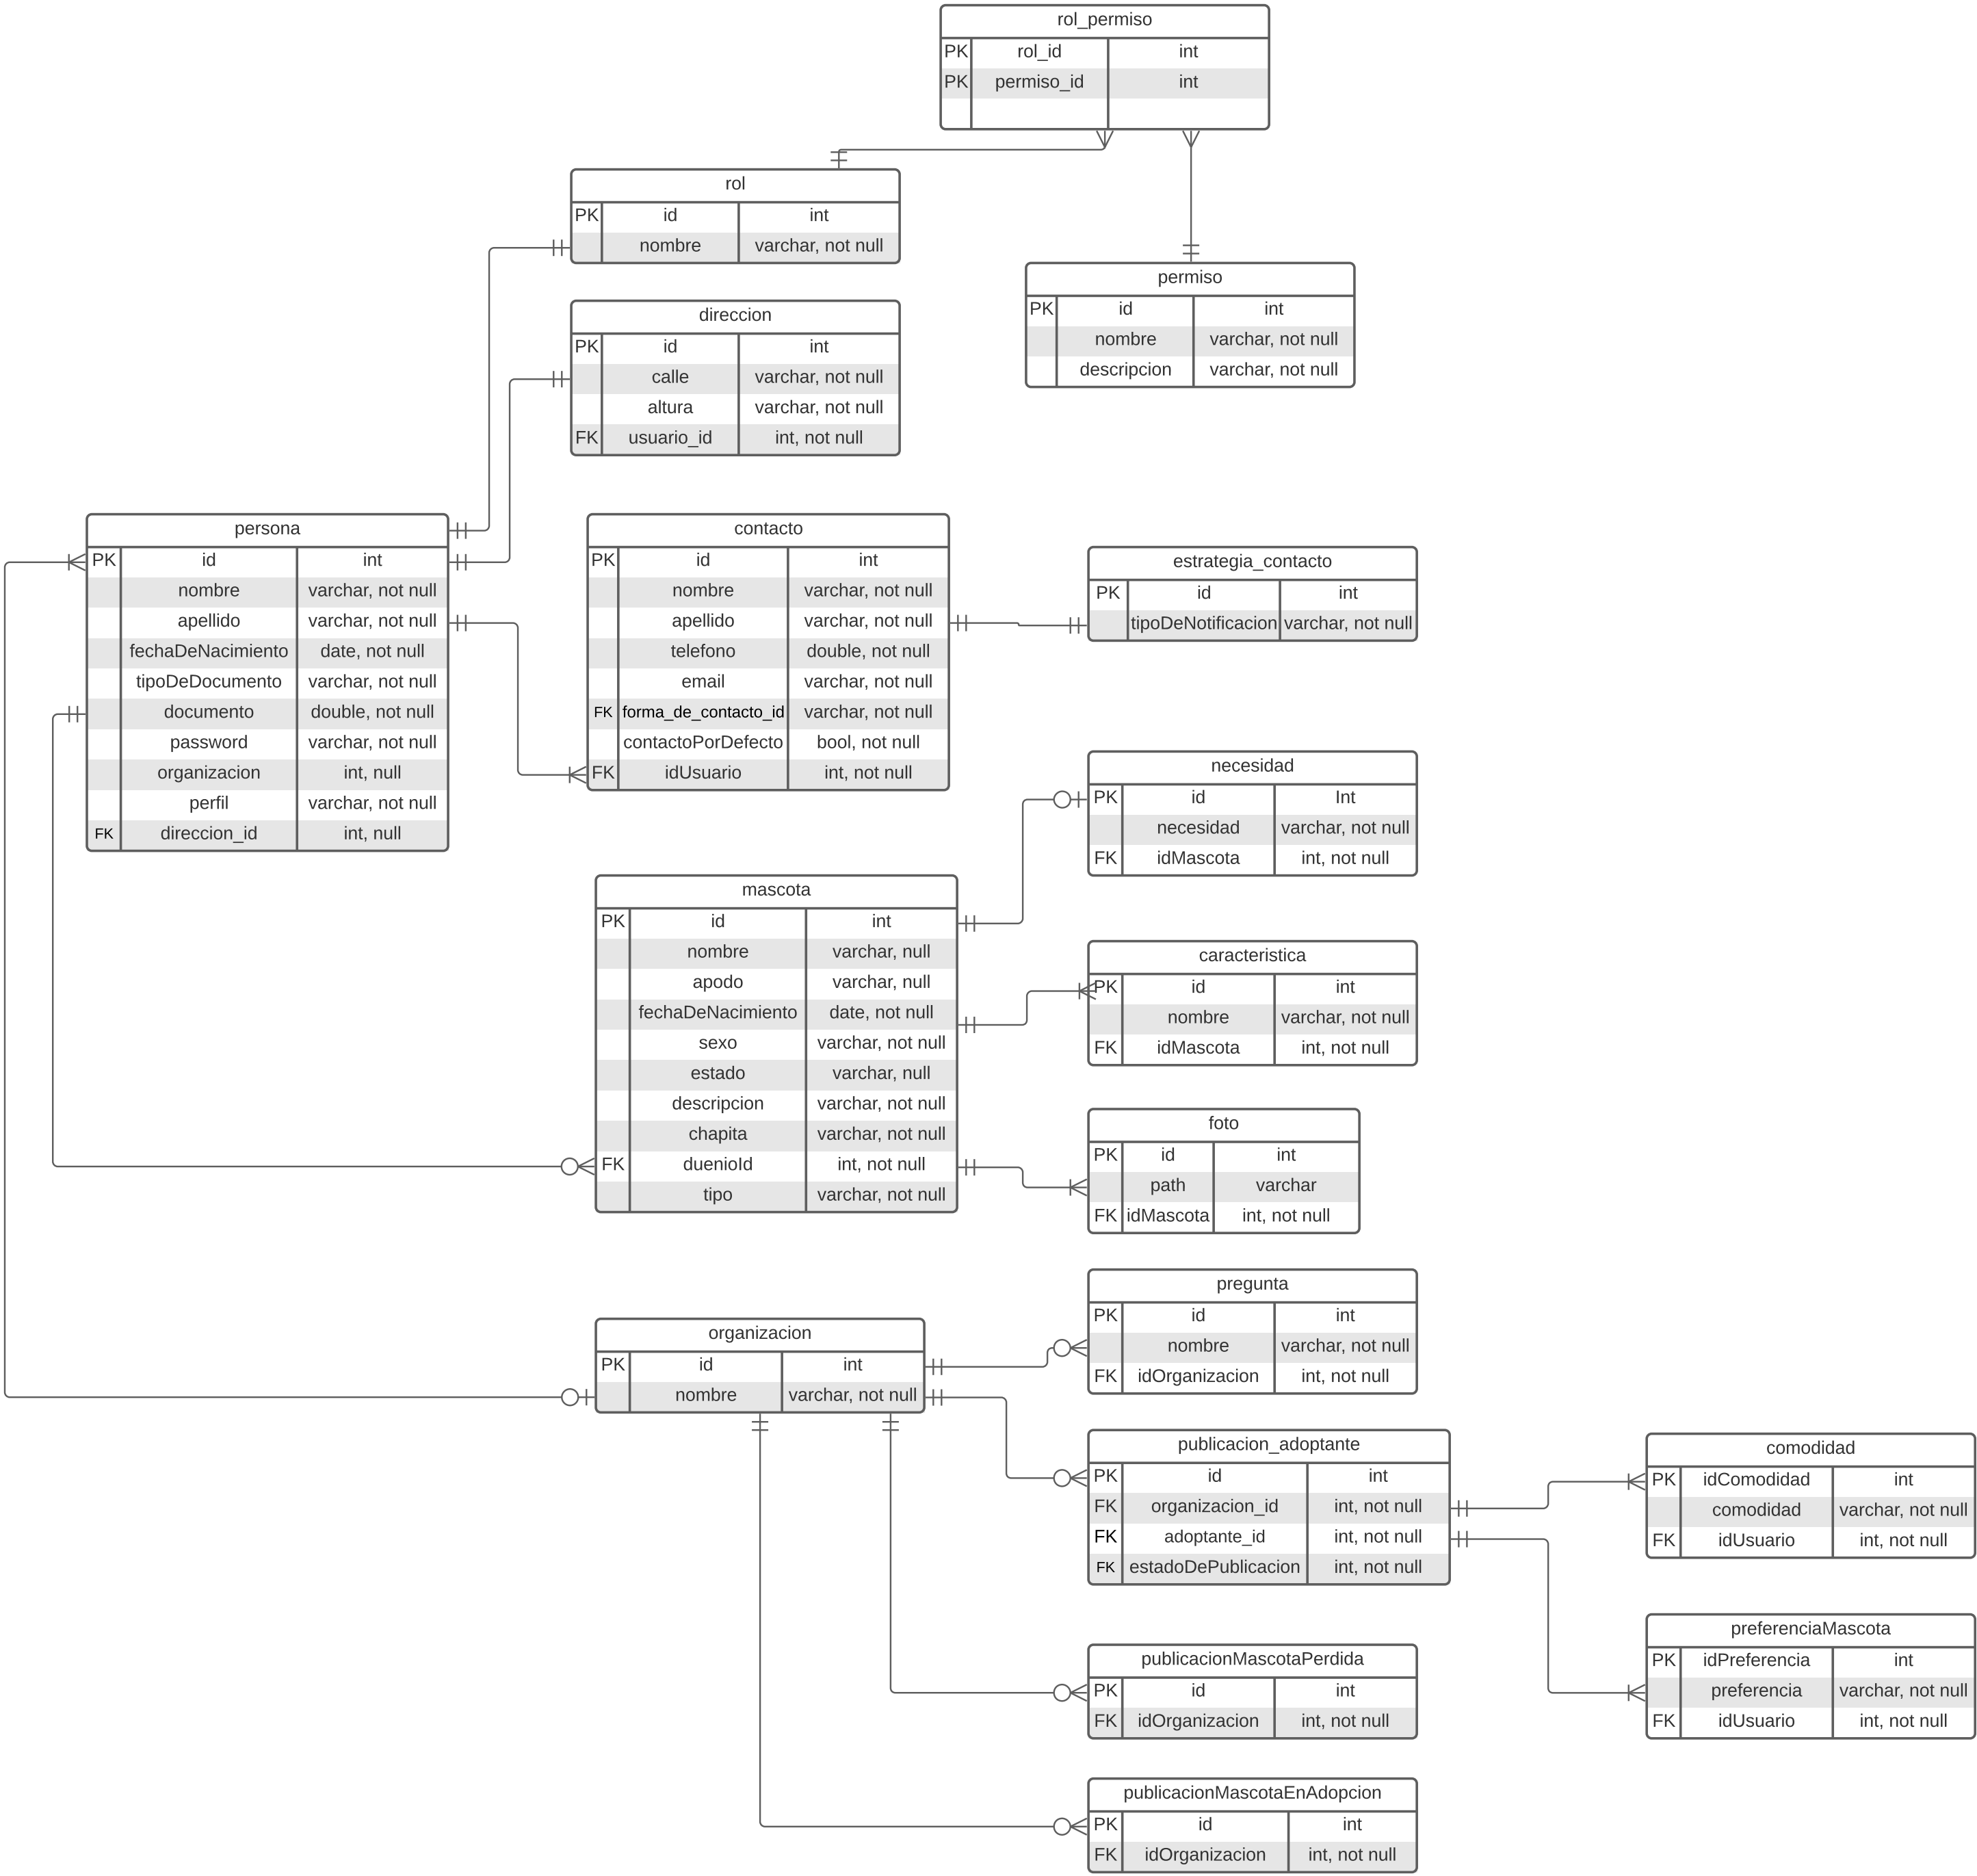 rol_permiso
PK rol_id int
PK permiso_id int
rol
PK id int
nombre varchar, not null
permiso
PK id int
nombre varchar, not null
descripcion varchar, not null
direccion
PK id int
calle varchar, not null
altura varchar, not null
FK usuario_id int, not null
persona
PK id int
nombre varchar, not null
apellido varchar, not null
fechaDeNacimiento date, not null
tipoDeDocumento varchar, not null
documento double, not null
password varchar, not null
organizacion int, null
perfil varchar, not null
FK direccion_id int, null
contacto
PK id int
nombre varchar, not null
apellido varchar, not null
telefono double, not null
email varchar, not null
FK forma_de_contacto_id varchar, not null
contactoPorDefecto bool, not null
FK idUsuario int, not null
estrategia_contacto
PK id int
tipoDeNotificacion varchar, not null
necesidad
PK id Int
necesidad varchar, not null
FK idMascota int, not null
mascota
PK id int
nombre varchar, null
apodo varchar, null
fechaDeNacimiento date, not null
sexo varchar, not null
estado varchar, null
descripcion varchar, not null
chapita varchar, not null
FK duenioId int, not null
tipo varchar, not null
caracteristica
PK id int
nombre varchar, not null
FK idMascota int, not null
foto
PK id int
path varchar
FK idMascota int, not null
pregunta
PK id int
nombre varchar, not null
FK idOrganizacion int, not null
organizacion
PK id int
nombre varchar, not null
publicacion_adoptante
PK id int
FK organizacion_id int, not null
FK adoptante_id int, not null
FK estadoDePublicacion int, not null
comodidad
PK idComodidad int
comodidad varchar, not null
FK idUsuario int, not null
preferenciaMascota
PK idPreferencia int
preferencia varchar, not null
FK idUsuario int, not null
publicacionMascotaPerdida
PK id int
FK idOrganizacion int, not null
publicacionMascotaEnAdopcion
PK id int
FK idOrganizacion int, not null